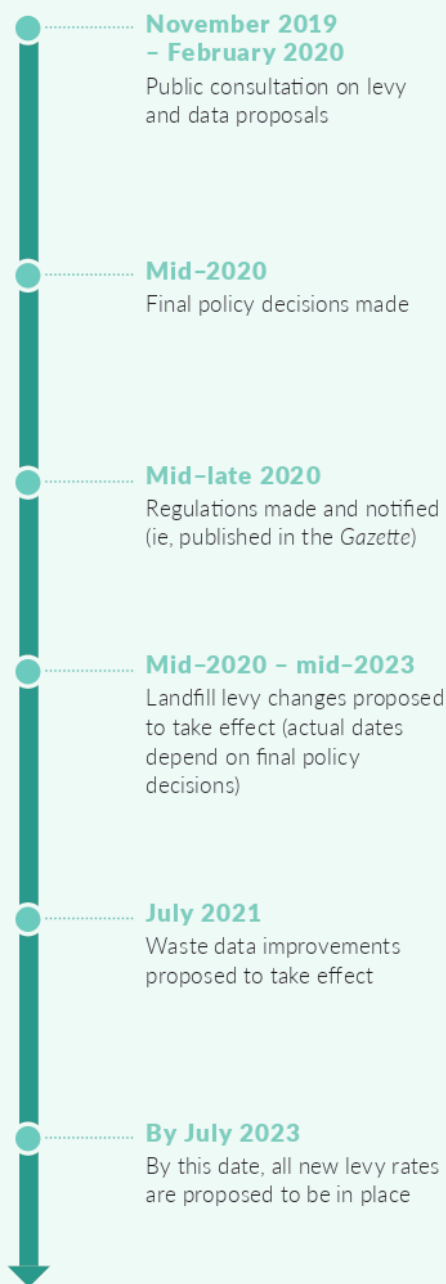 November 2019
– February 2020
Public consultation on levy
and data proposals
Mid–2020
Final policy decisions made
Mid–late 2020
Regulations made and notified
(ie, published in the Gazette)
Mid–2020 – mid–2023
Landfill levy changes proposed
to take effect (actual dates
depend on final policy
decisions)
July 2021
Waste data improvements
proposed to take effect
By July 2023
By this date, all new levy rates
are proposed to be in place